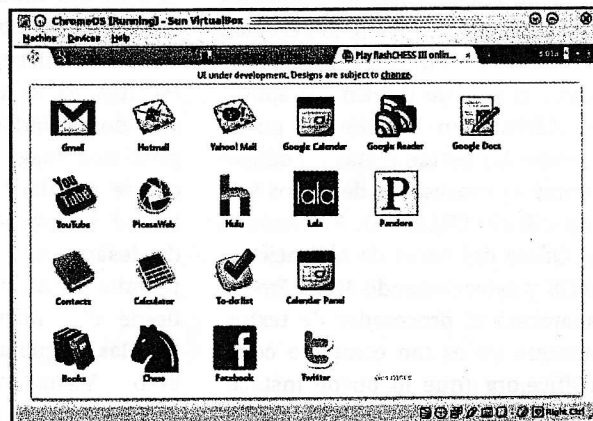 ChromeOS [Running] - Sun VirtualBox
Machine Devices Help
Play flashCHESS III onlin... ×
UI under development. Designs are subject to change.
Gmail Hotmail Yahoo! Mail Google Calendar Google Reader Google Docs
You
Tube
h lala P
YouTube PicasaWeb Hulu Lala Pandora
Contacts Calculator To-do list Calendar Panel
f
Books Chess Facebook Twitter
Right Ctrl